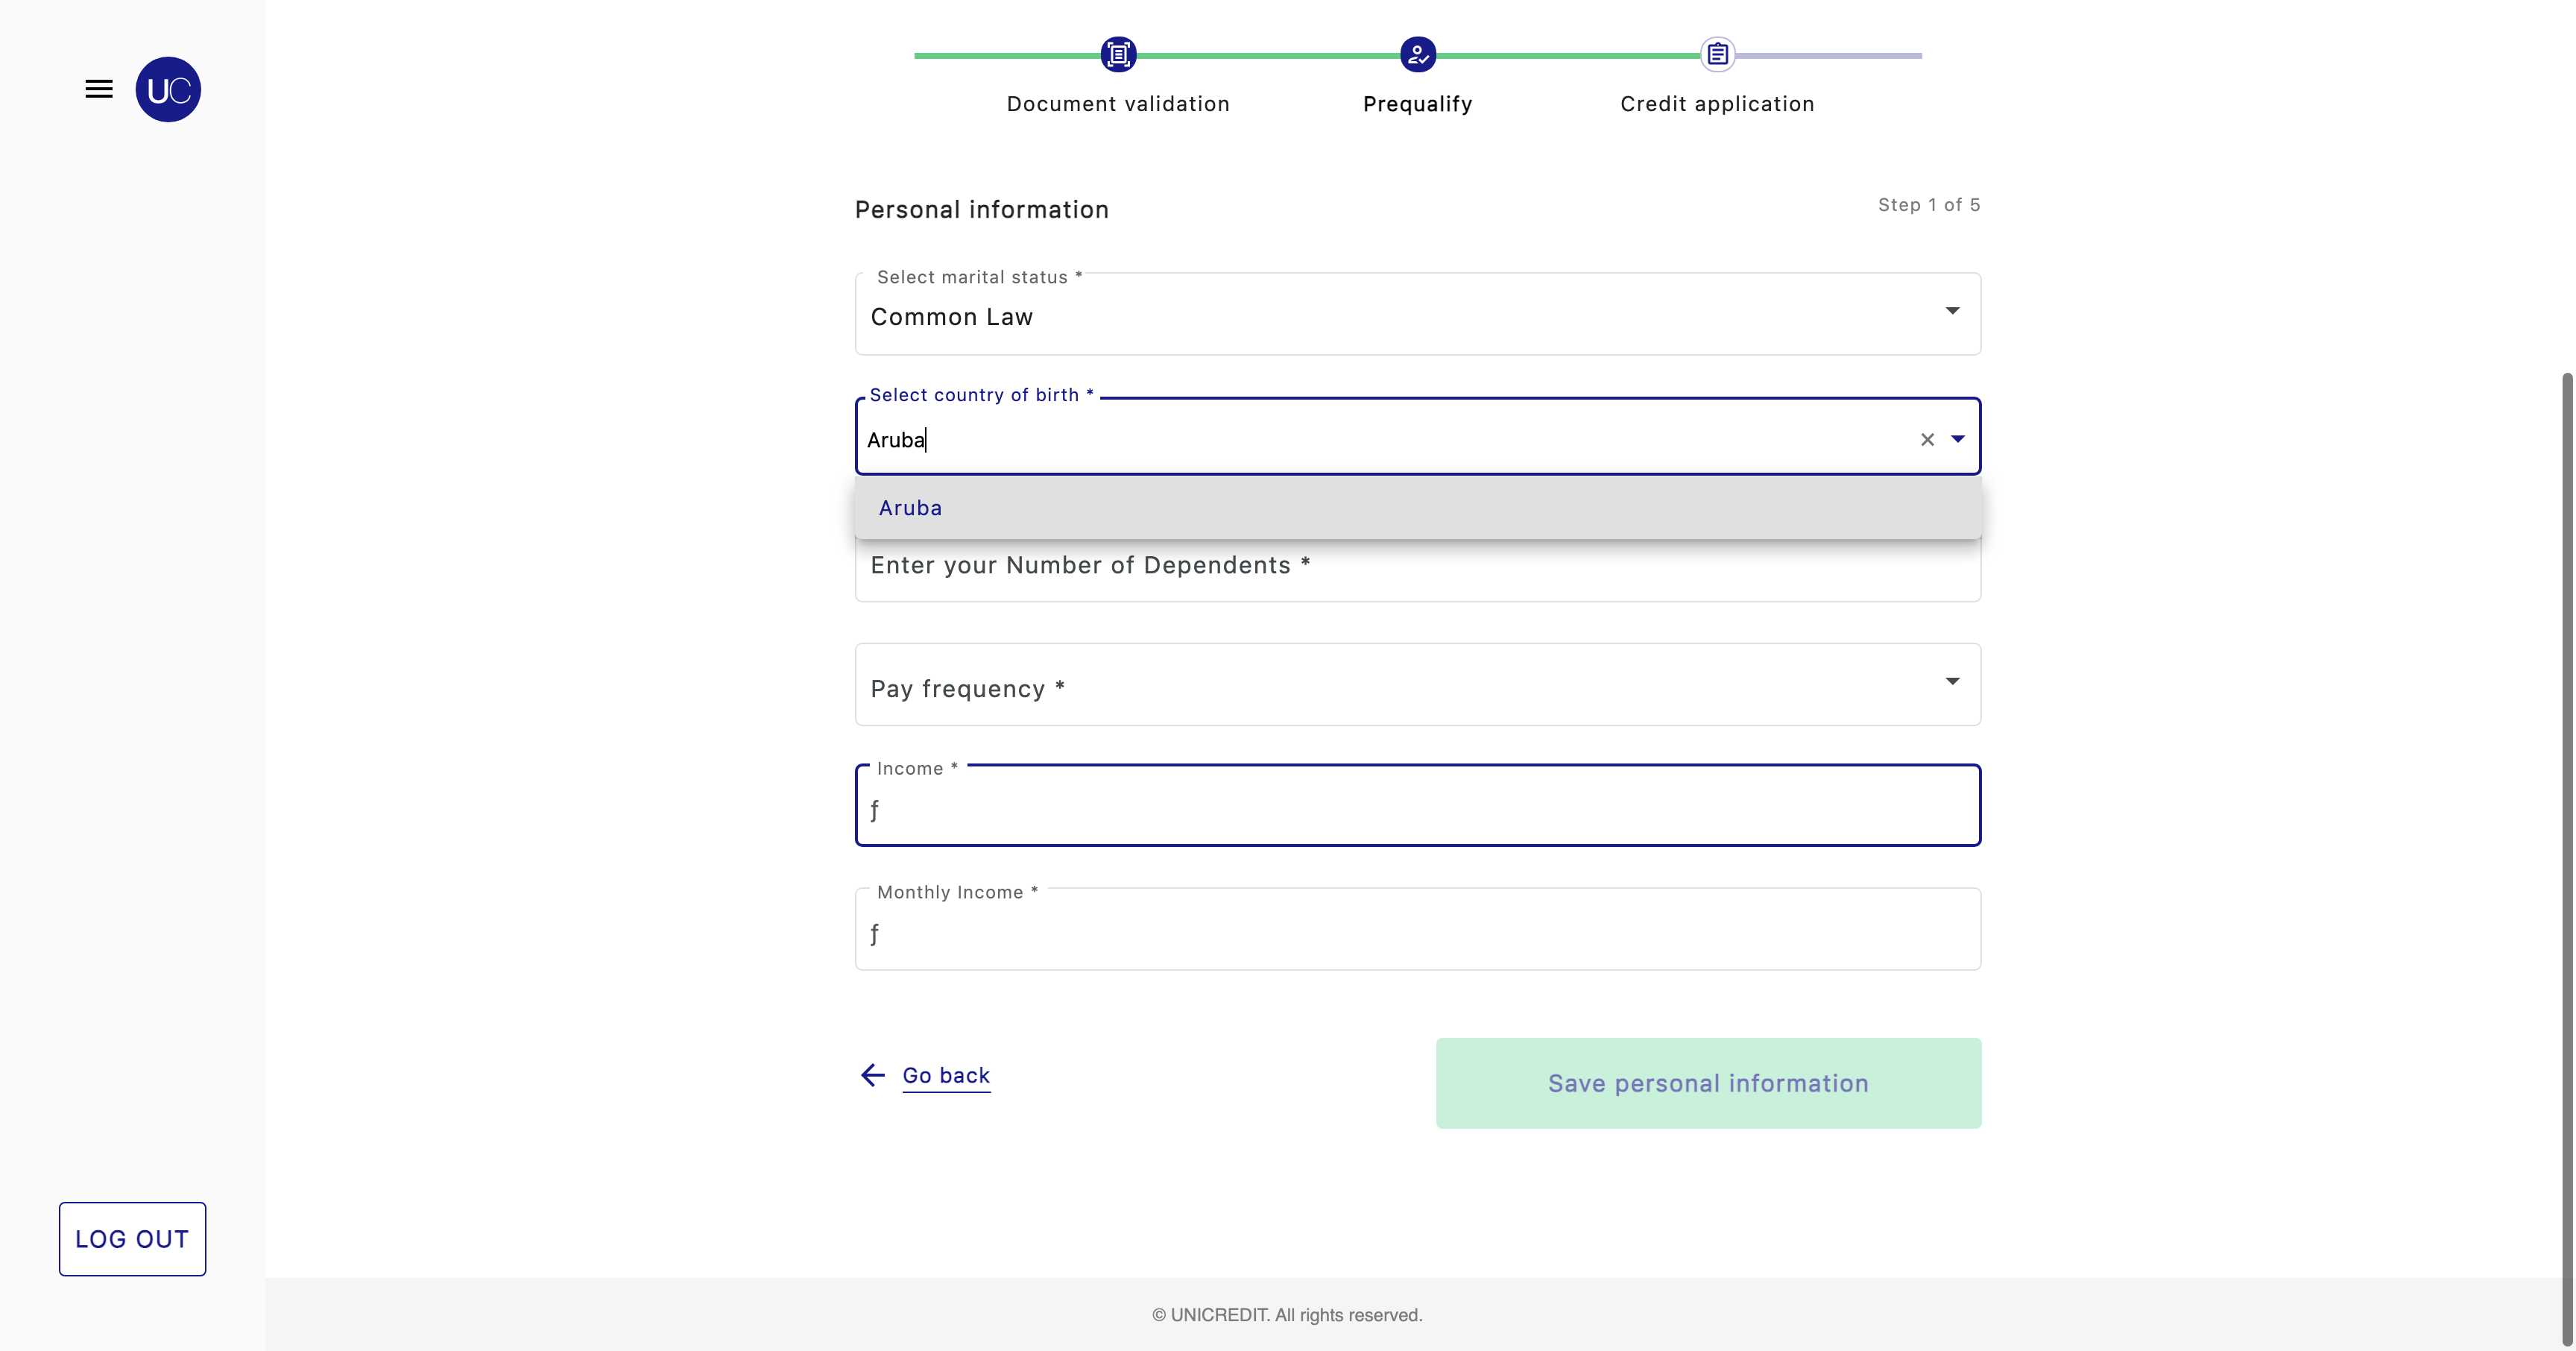 UC
Document validation
Prequalify
Credit application
Personal information
Step 1 of 5
Select marital status *
Common Law
Select country of birth *
Aruba
Aruba
Enter your Number of Dependents *
Pay frequency *
Income *
ƒ
Monthly Income *
ƒ
Go back
Save personal information
LOG OUT
© UNICREDIT. All rights reserved.